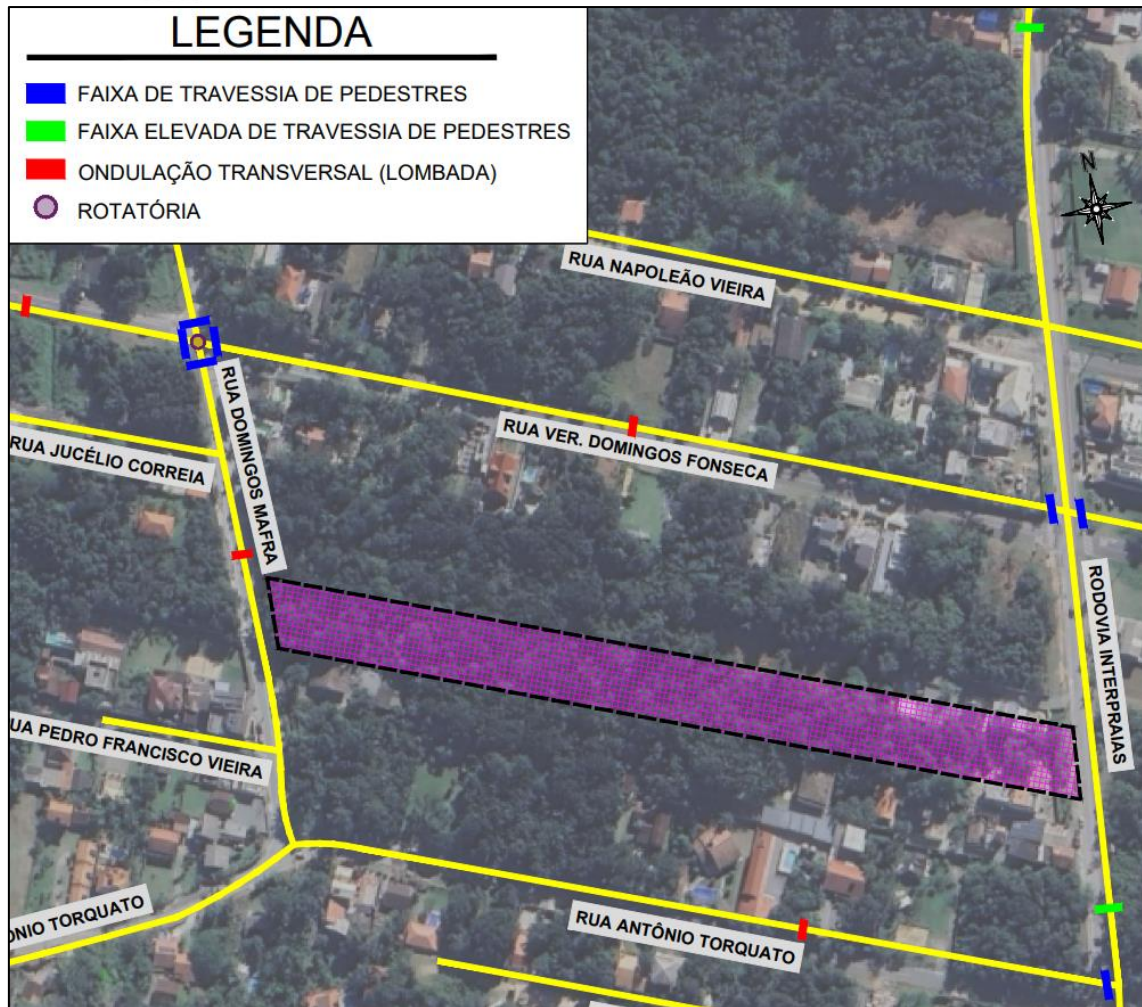 LEGENDA
FAIXA DE TRAVESSIA DE PEDESTRES
FAIXA ELEVADA DE TRAVESSIA DE PEDESTRES
ONDULAÇÃO TRANSVERSAL (LOMBADA)
ROTATÓRIA
N
RUA NAPOLEÃO VIEIRA
RUA DOMINGOS MAFRA
RUA JUCÉLIO CORREIA
RUA VER. DOMINGOS FONSECA
RODOVIA INTERPRAIAS
UA PEDRO FRANCISCO VIEIRA
ÔNIO TORQUATO
RUA ANTÔNIO TORQUATO